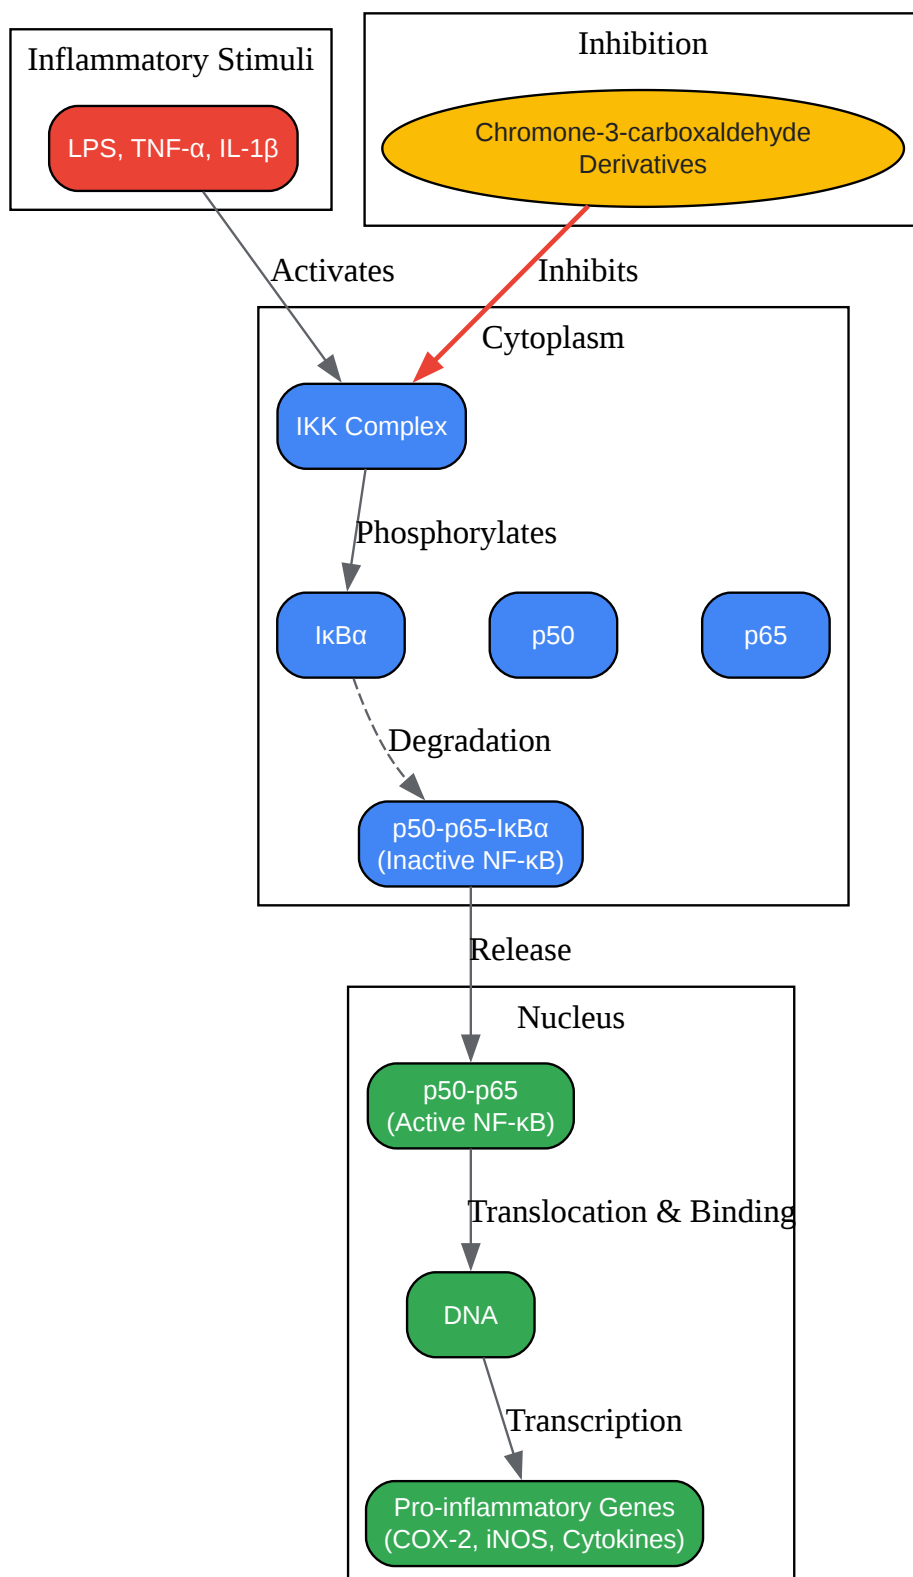 Inflammatory Stimuli
LPS, TNF-α, IL-1β
Inhibition
Chromone-3-carboxaldehyde
Derivatives
Activates
Inhibits
Cytoplasm
IKK Complex
Phosphorylates
IκBα
p50
p65
Degradation
p50-p65-IκBα
(Inactive NF-κB)
Release
Nucleus
p50-p65
(Active NF-κB)
Translocation & Binding
DNA
Transcription
Pro-inflammatory Genes
(COX-2, iNOS, Cytokines)